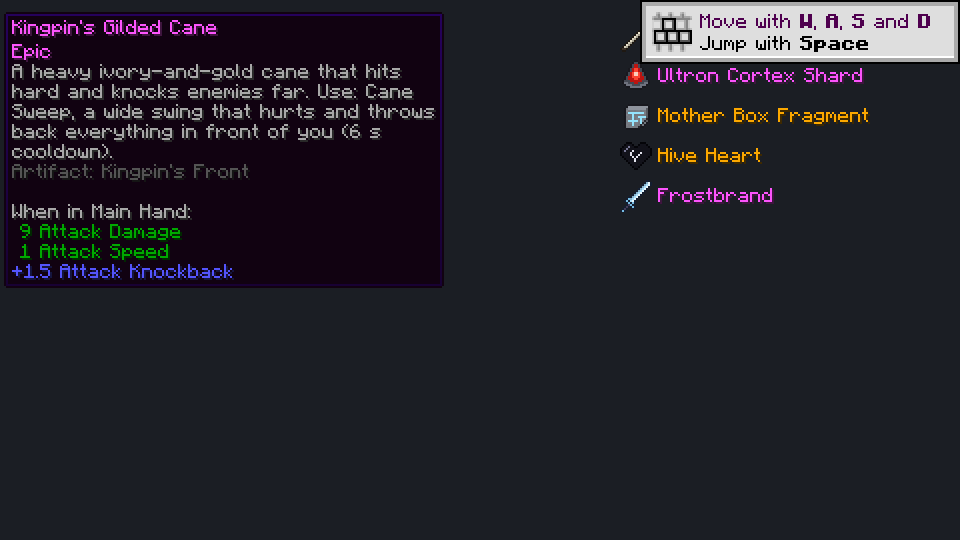 Kingpin's Gilded Cane
Epic
A heavy ivory-and-gold cane that hits
hard and knocks enemies far. Use: Cane
Sweep, a wide swing that hurts and throws
back everything in front of you (6 s
cooldown).
Artifact: Kingpin's Front
When in Main Hand:
9 Attack Damage
1 Attack Speed
+1.5 Attack Knockback
Move with W, A, S and D
Jump with Space
Ultron Cortex Shard
Mother Box Fragment
Hive Heart
Frostbrand